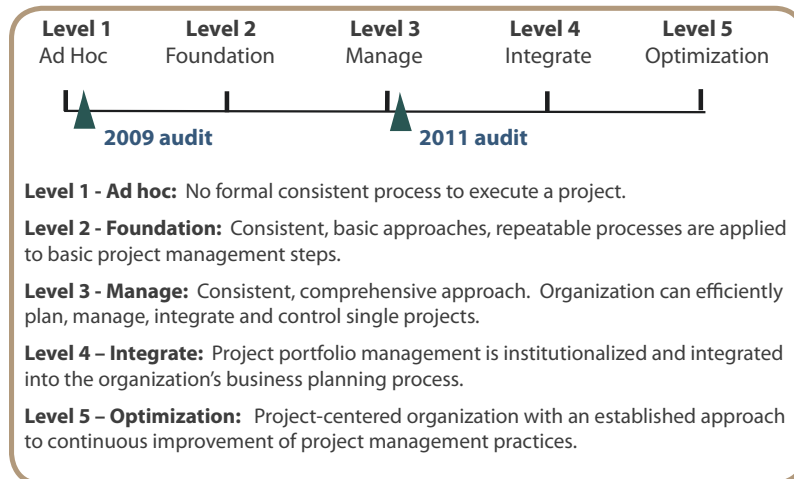 Level 1 Level 2 Level 3 Level 4 Level 5
Ad Hoc Foundation Manage Integrate Optimization
2009 audit 2011 audit
Level 1 - Ad hoc: No formal consistent process to execute a project.
Level 2 - Foundation: Consistent, basic approaches, repeatable processes are applied
to basic project management steps.
Level 3 - Manage: Consistent, comprehensive approach. Organization can efficiently
plan, manage, integrate and control single projects.
Level 4 – Integrate: Project portfolio management is institutionalized and integrated
into the organization’s business planning process.
Level 5 – Optimization: Project-centered organization with an established approach
to continuous improvement of project management practices.